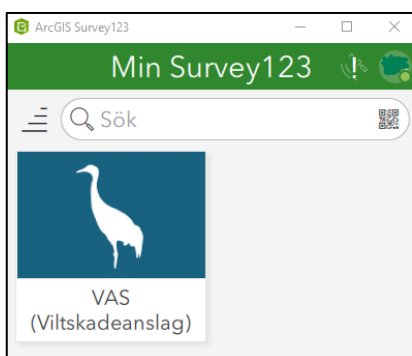 ArcGIS Survey123
Min Survey123
Sök
VAS
(Viltskadeanslag)